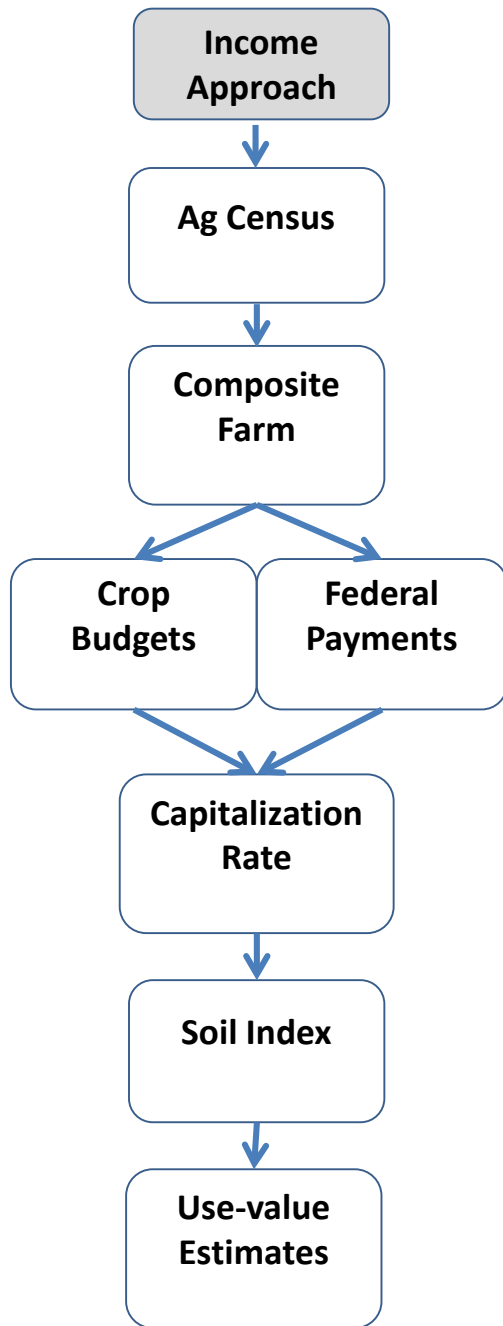 Income
Approach
Ag Census
Composite
Farm
Crop
Budgets
Federal
Payments
Capitalization
Rate
Soil Index
Use-value
Estimates